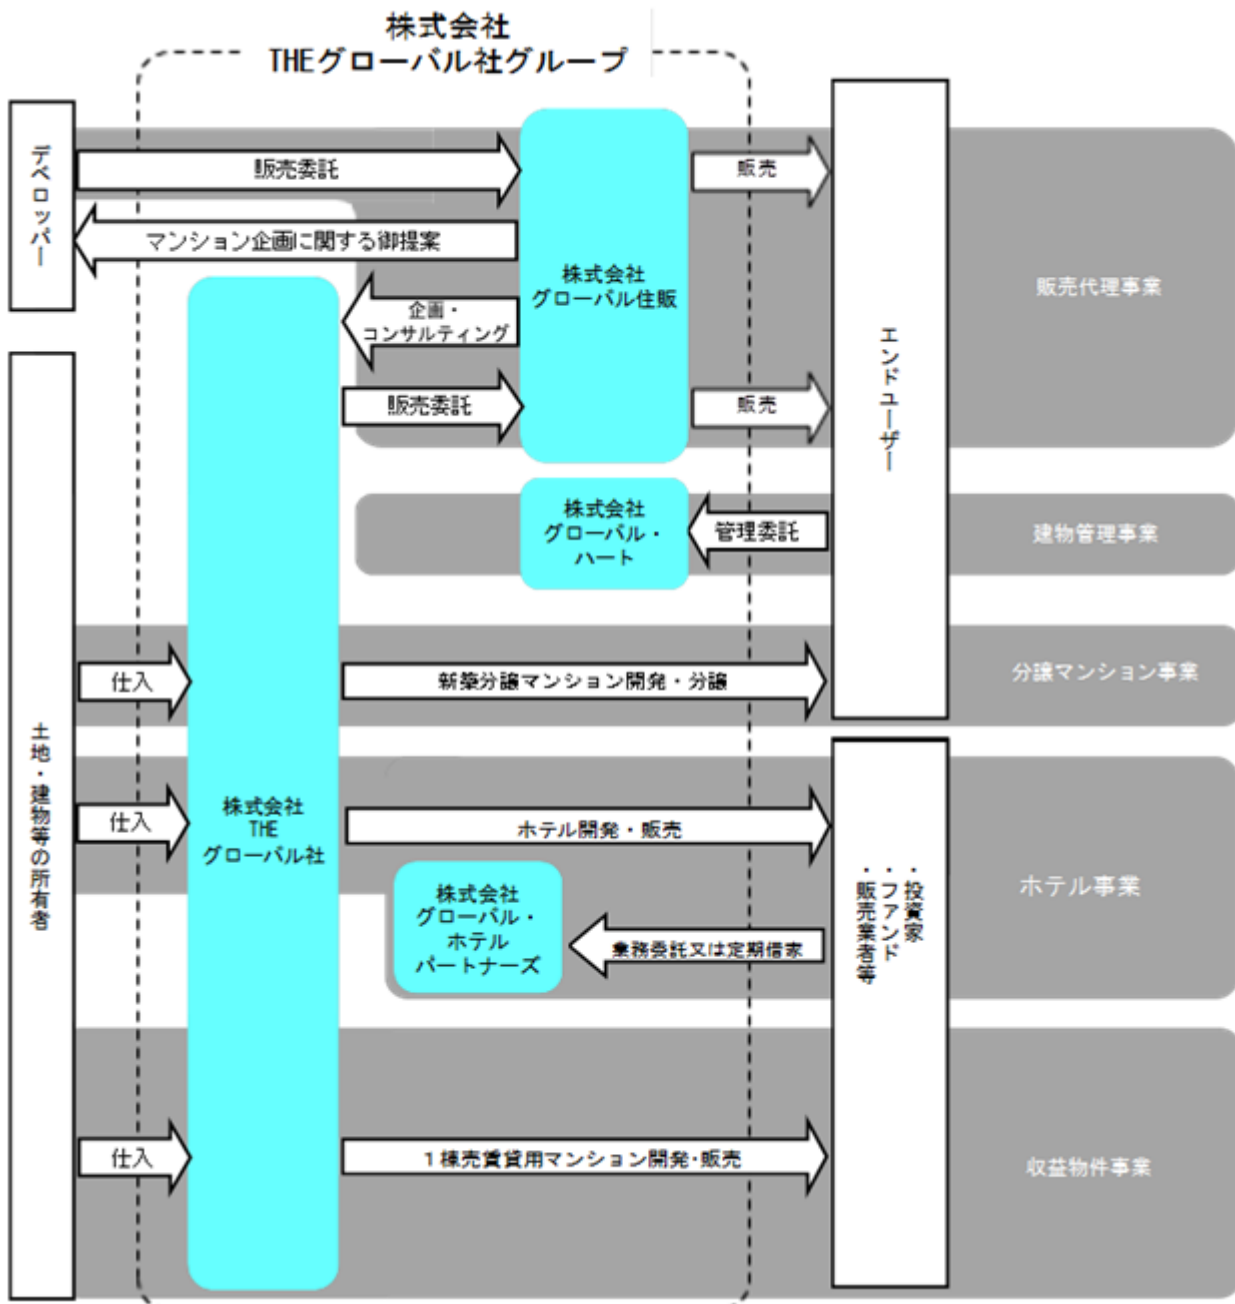 株式会社
THEグローバル社グループ
デベロッパー
販売委託
販売
マンション企画に関する御提案
株式会社
グローバル住販
企画・
コンサルティング
販売委託
販売
エンドユーザー
販売代理事業
株式会社
グローバル・
ハート
管理委託
建物管理事業
土地・建物等の所有者
仕入
新築分譲マンション開発・分譲
分譲マンション事業
仕入
株式会社
THE
グローバル社
ホテル開発・販売
株式会社
グローバル・
ホテル
パートナーズ
業務委託又は定期借家
・投資家
・ファンド
・販売業者等
ホテル事業
仕入
1棟売賃貸用マンション開発・販売
収益物件事業